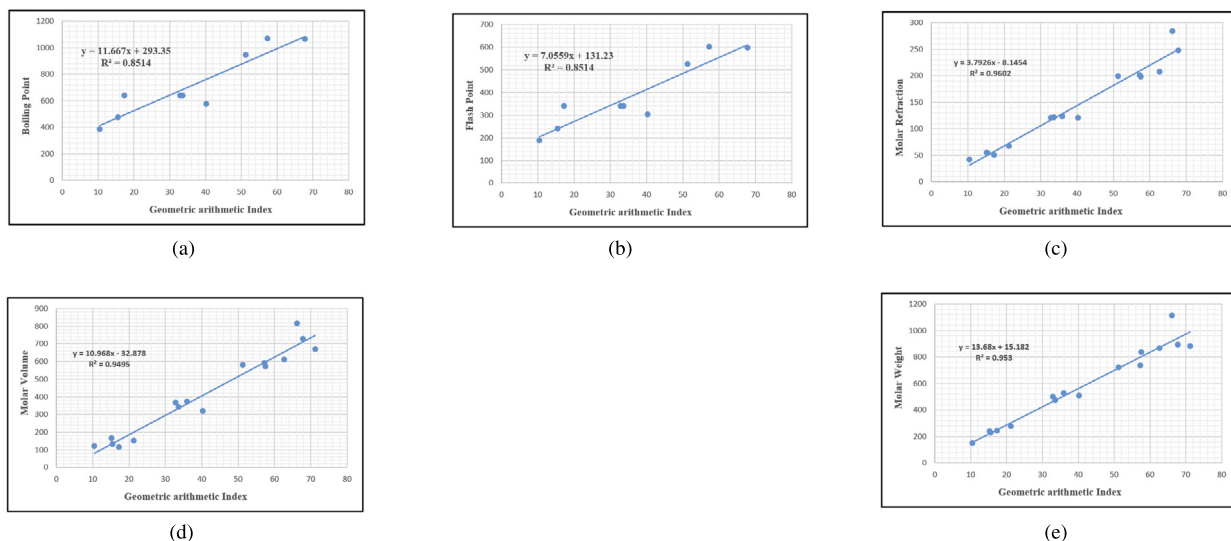 1200
1000
800
600
400
200
0
y = 11.667x + 293.35
R² = 0.8514
Boiling Point
0 10 20 30 40 50 60 70 80
Geometric arithmetic Index
(a)
700
600
500
400
300
200
100
0
y = 7.0559x + 131.23
R² = 0.8514
Flash Point
0 10 20 30 40 50 60 70 80
Geometric arithmetic Index
(b)
300
250
200
150
100
50
0
y = 3.7926x - 8.1454
R² = 0.9602
Molar Refraction
0 10 20 30 40 50 60 70 80
Geometric arithmetic Index
(c)
900
800
700
600
500
400
300
200
100
0
y = 10.968x - 32.878
R² = 0.9495
Molar Volume
0 10 20 30 40 50 60 70 80
Geometric arithmetic Index
(d)
1200
1000
800
600
400
200
0
y = 13.68x + 15.182
R² = 0.953
Molar Weight
0 10 20 30 40 50 60 70 80
Geometric arithmetic Index
(e)